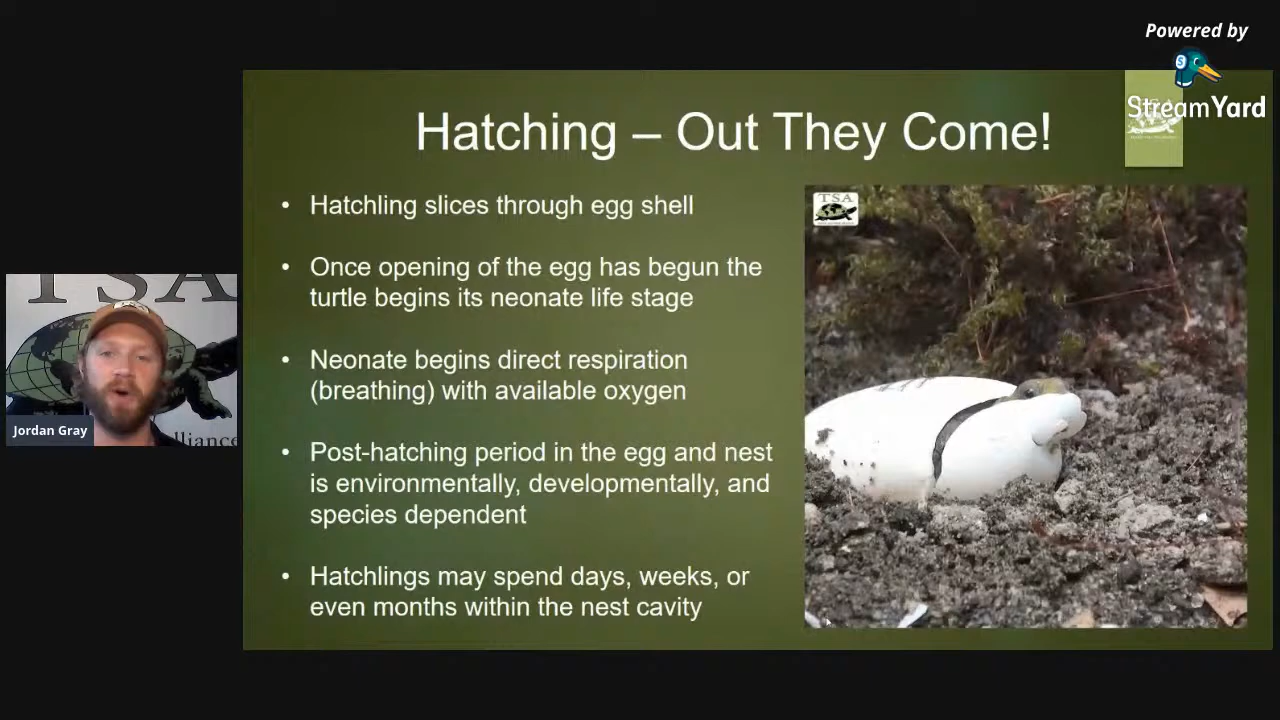 Powered by
StreamYard
Hatching – Out They Come!
• Hatchling slices through egg shell
• Once opening of the egg has begun the
turtle begins its neonate life stage
• Neonate begins direct respiration
(breathing) with available oxygen
• Post-hatching period in the egg and nest
is environmentally, developmentally, and
species dependent
• Hatchlings may spend days, weeks, or
even months within the nest cavity
TSA
TSA
Jordan Gray
lliance